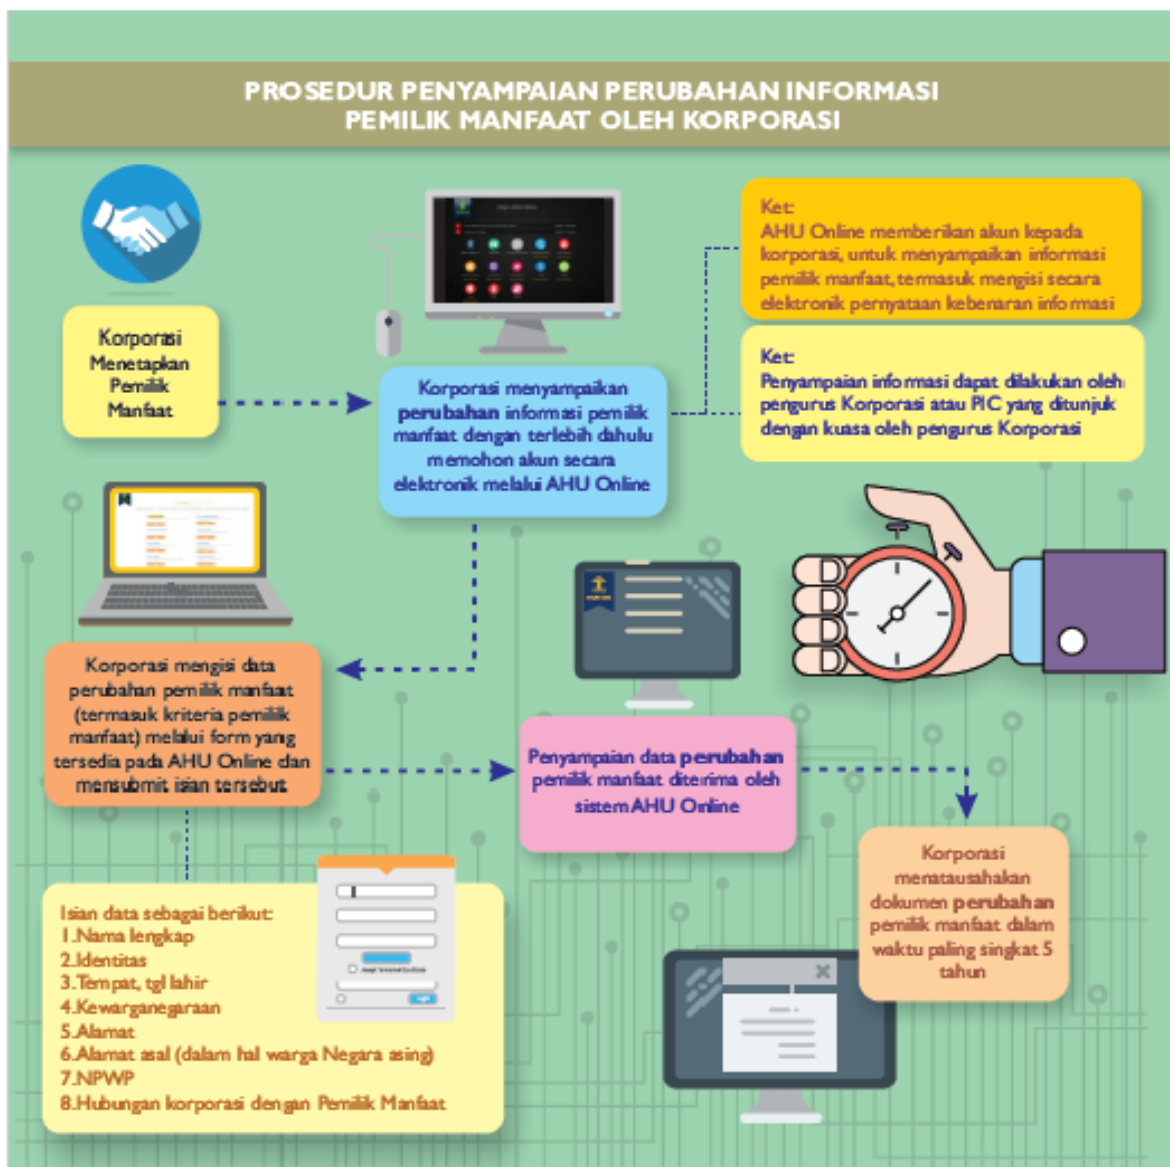 PROSEDUR PENYAMPAIAN PERUBAHAN INFORMASI
PEMILIK MANFAAT OLEH KORPORASI
Korporasi
Menetapkan
Pemilik
Manfaat
Korporasi menyampaikan
perubahan informasi pemilik
manfaat dengan terlebih dahulu
memohon akun secara
elektronik melalui AHU Online
Ket:
AHU Online memberikan akun kepada
korporasi, untuk menyampaikan informasi
pemilik manfaat, termasuk mengisi secara
elektronik pernyataan kebenaran informasi
Ket:
Penyampaian informasi dapat dilakukan oleh
pengurus Korporasi atau PIC yang ditunjuk
dengan kuasa oleh pengurus Korporasi
Korporasi mengisi data
perubahan pemilik manfaat
(termasuk kriteria pemilik
manfaat) melalui form yang
tersedia pada AHU Online dan
mensubmit isian tersebut
Penyampaian data perubahan
pemilik manfaat diterima oleh
sistem AHU Online
Korporasi
menatausahakan
dokumen perubahan
pemilik manfaat dalam
waktu paling singkat 5
tahun
Isian data sebagai berikut:
1.Nama lengkap
2.Identitas
3.Tempat, tgl lahir
4.Kewarganegaraan
5.Alamat
6.Alamat asal (dalam hal warga Negara asing)
7.NPWP
8.Hubungan korporasi dengan Pemilik Manfaat